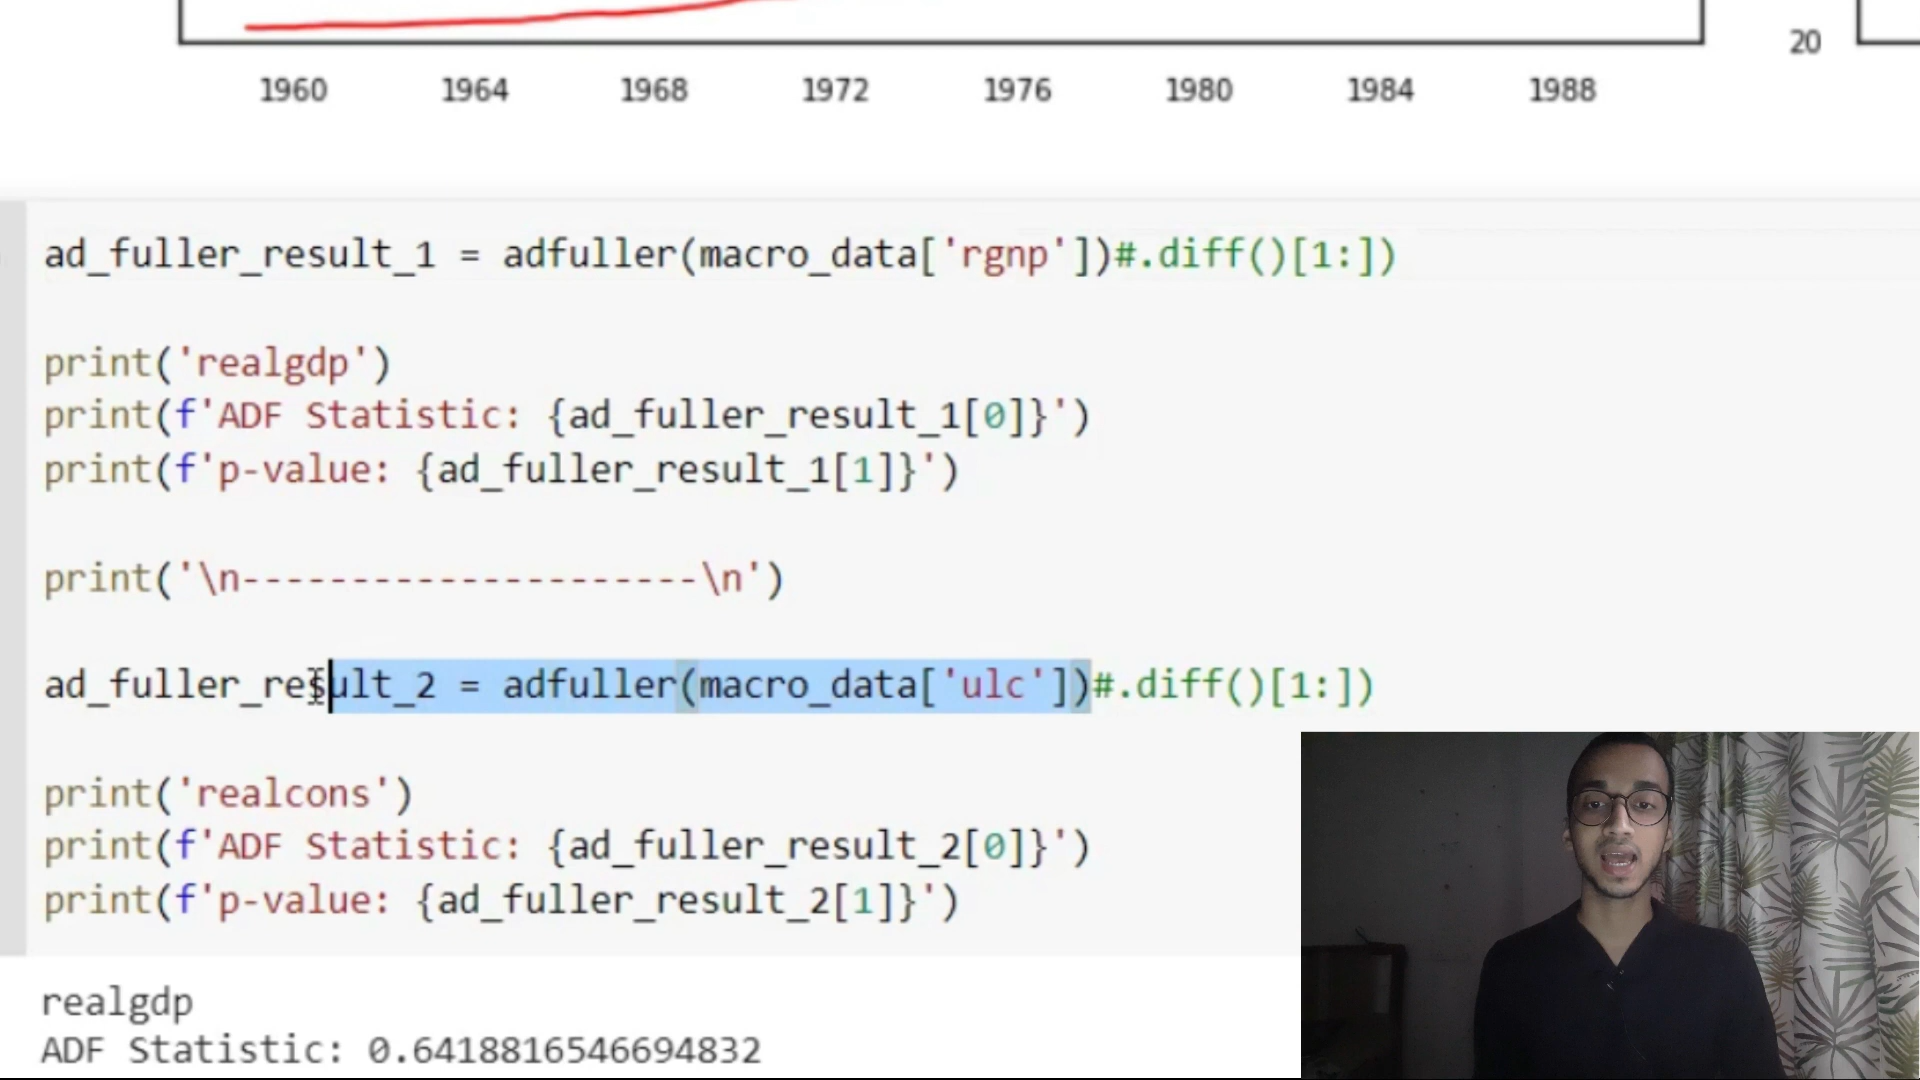 20
1960 1964 1968 1972 1976 1980 1984 1988
ad_fuller_result_1 = adfuller(macro_data['rgnp'])#.diff()[1:])
print('realgdp')
print(f'ADF Statistic: {ad_fuller_result_1[0]}')
print(f'p-value: {ad_fuller_result_1[1]}')
print('\n---------------------\n')
ad_fuller_result_2 = adfuller(macro_data['ulc'])#.diff()[1:])
print('realcons')
print(f'ADF Statistic: {ad_fuller_result_2[0]}')
print(f'p-value: {ad_fuller_result_2[1]}')
realgdp
ADF Statistic: 0.6418816546694832